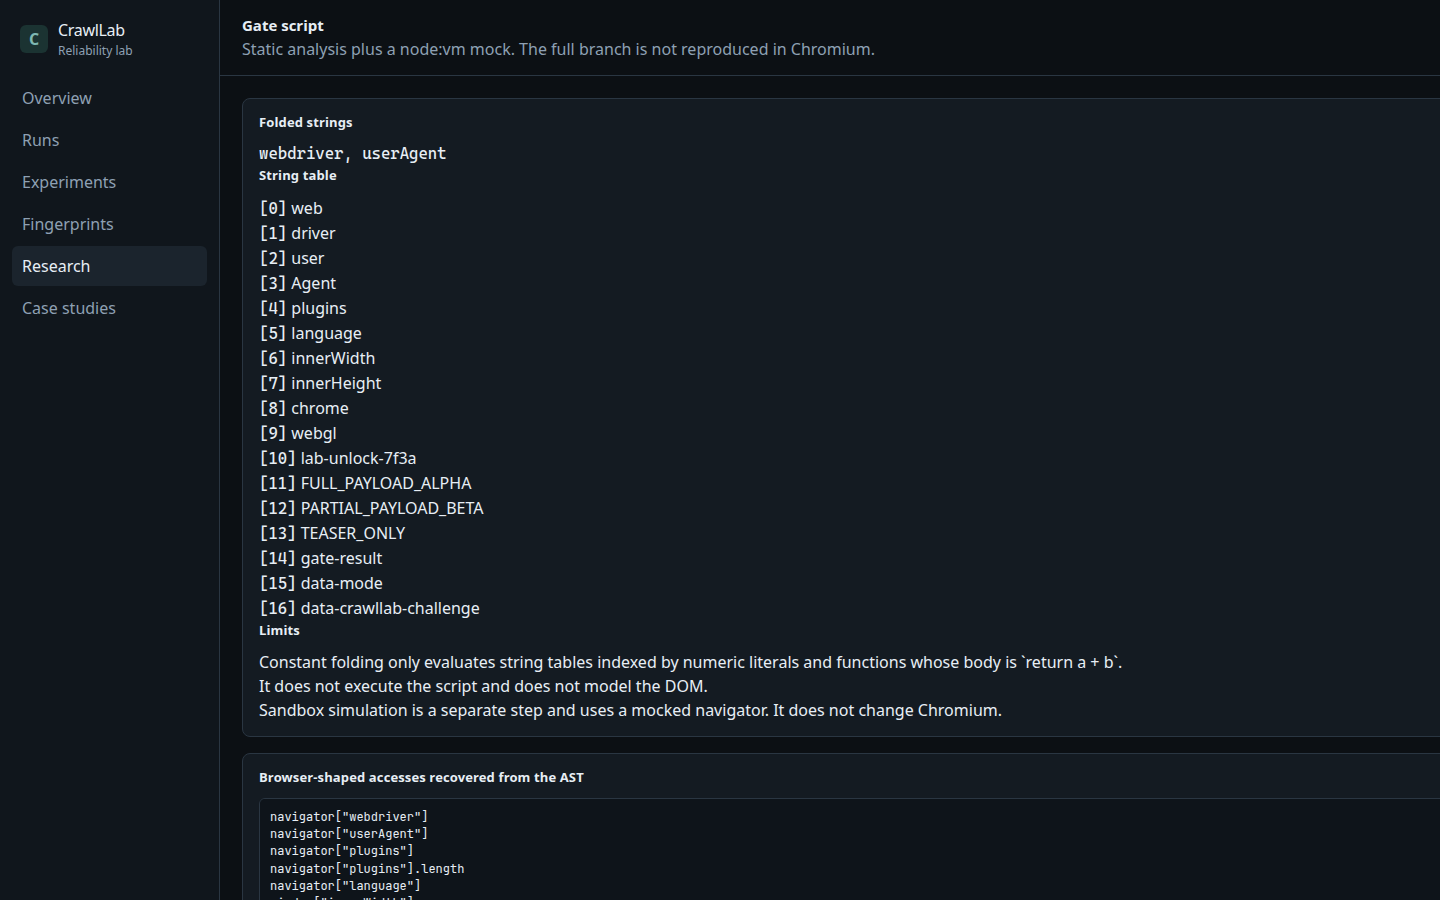 C
CrawlLab
Reliability lab
Overview
Runs
Experiments
Fingerprints
Research
Case studies
Gate script
Static analysis plus a node:vm mock. The full branch is not reproduced in Chromium.
Folded strings
webdriver, userAgent
String table
[0] web
[1] driver
[2] user
[3] Agent
[4] plugins
[5] language
[6] innerWidth
[7] innerHeight
[8] chrome
[9] webgl
[10] lab-unlock-7f3a
[11] FULL_PAYLOAD_ALPHA
[12] PARTIAL_PAYLOAD_BETA
[13] TEASER_ONLY
[14] gate-result
[15] data-mode
[16] data-crawllab-challenge
Limits
Constant folding only evaluates string tables indexed by numeric literals and functions whose body is `return a + b`.
It does not execute the script and does not model the DOM.
Sandbox simulation is a separate step and uses a mocked navigator. It does not change Chromium.
Browser-shaped accesses recovered from the AST
navigator["webdriver"]
navigator["userAgent"]
navigator["plugins"]
navigator["plugins"].length
navigator["language"]